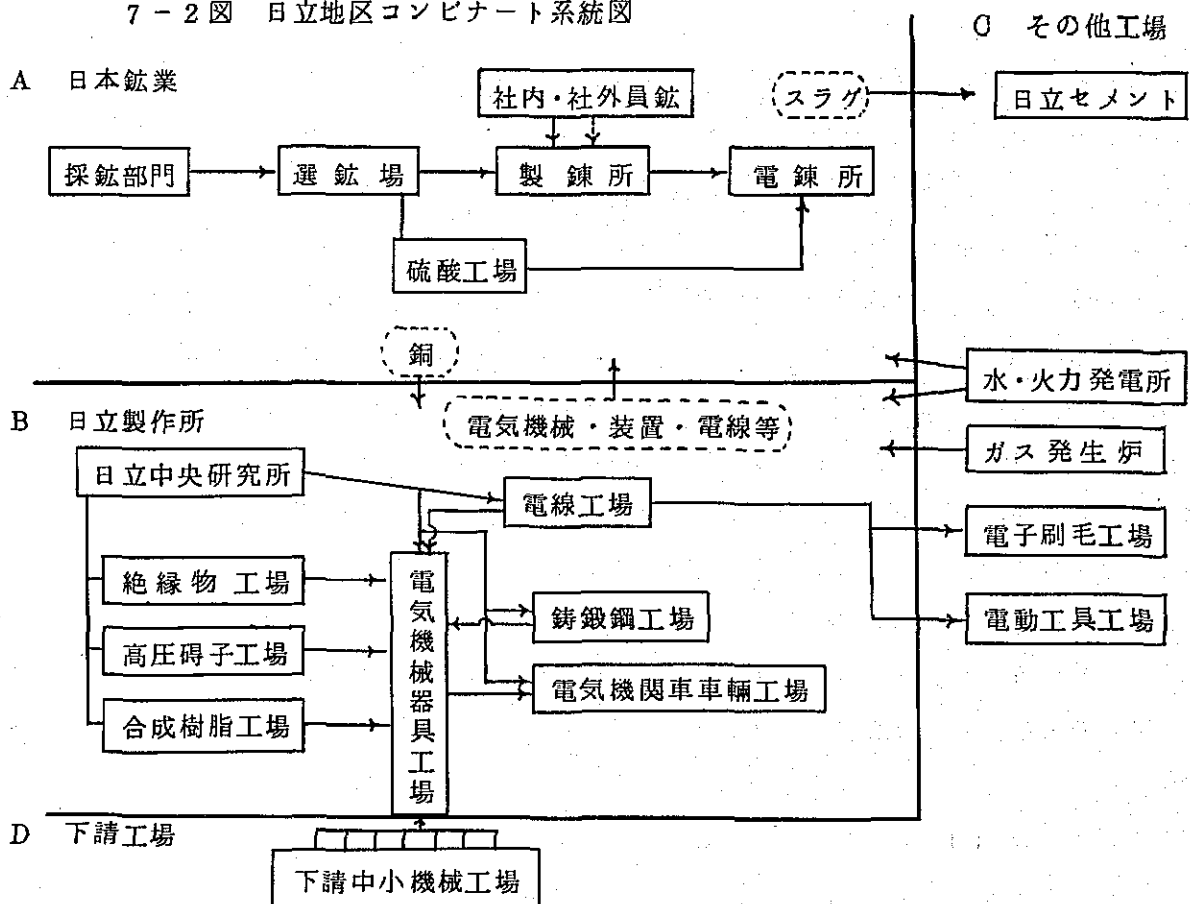 7－2図　日立地区コンビナート系統図
C　その他工場
A　日本鉱業
社内・社外員鉱
スラグ
日立セメント
採鉱部門
選鉱場
製錬所
電錬所
硫酸工場
銅
水・火力発電所
B　日立製作所
電気機械・装置・電線等
ガス発生炉
日立中央研究所
電線工場
電子刷毛工場
絶縁物工場
電気機械器具工場
鋳鍛鋼工場
電動工具工場
高圧碍子工場
電気機関車車輛工場
合成樹脂工場
D　下請工場
下請中小機械工場